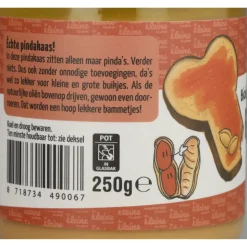 Echte pindakaas!
In deze pindakaas zitten alleen maar pinda's. Verder
niets. Dus ook zonder onnodige toevoegingen, da's
wel zo lekker voor kleine en grote buikjes. Als de
natuurlijke oliën bovenop drijven, gewoon even door-
roeren. Dat worden een hoop lekkere bammetjes!
Koel en droog bewaren.
Ten minste houdbaar tot: zie deksel
POT
IN
GLASBAK
8 718734 490067
250g e